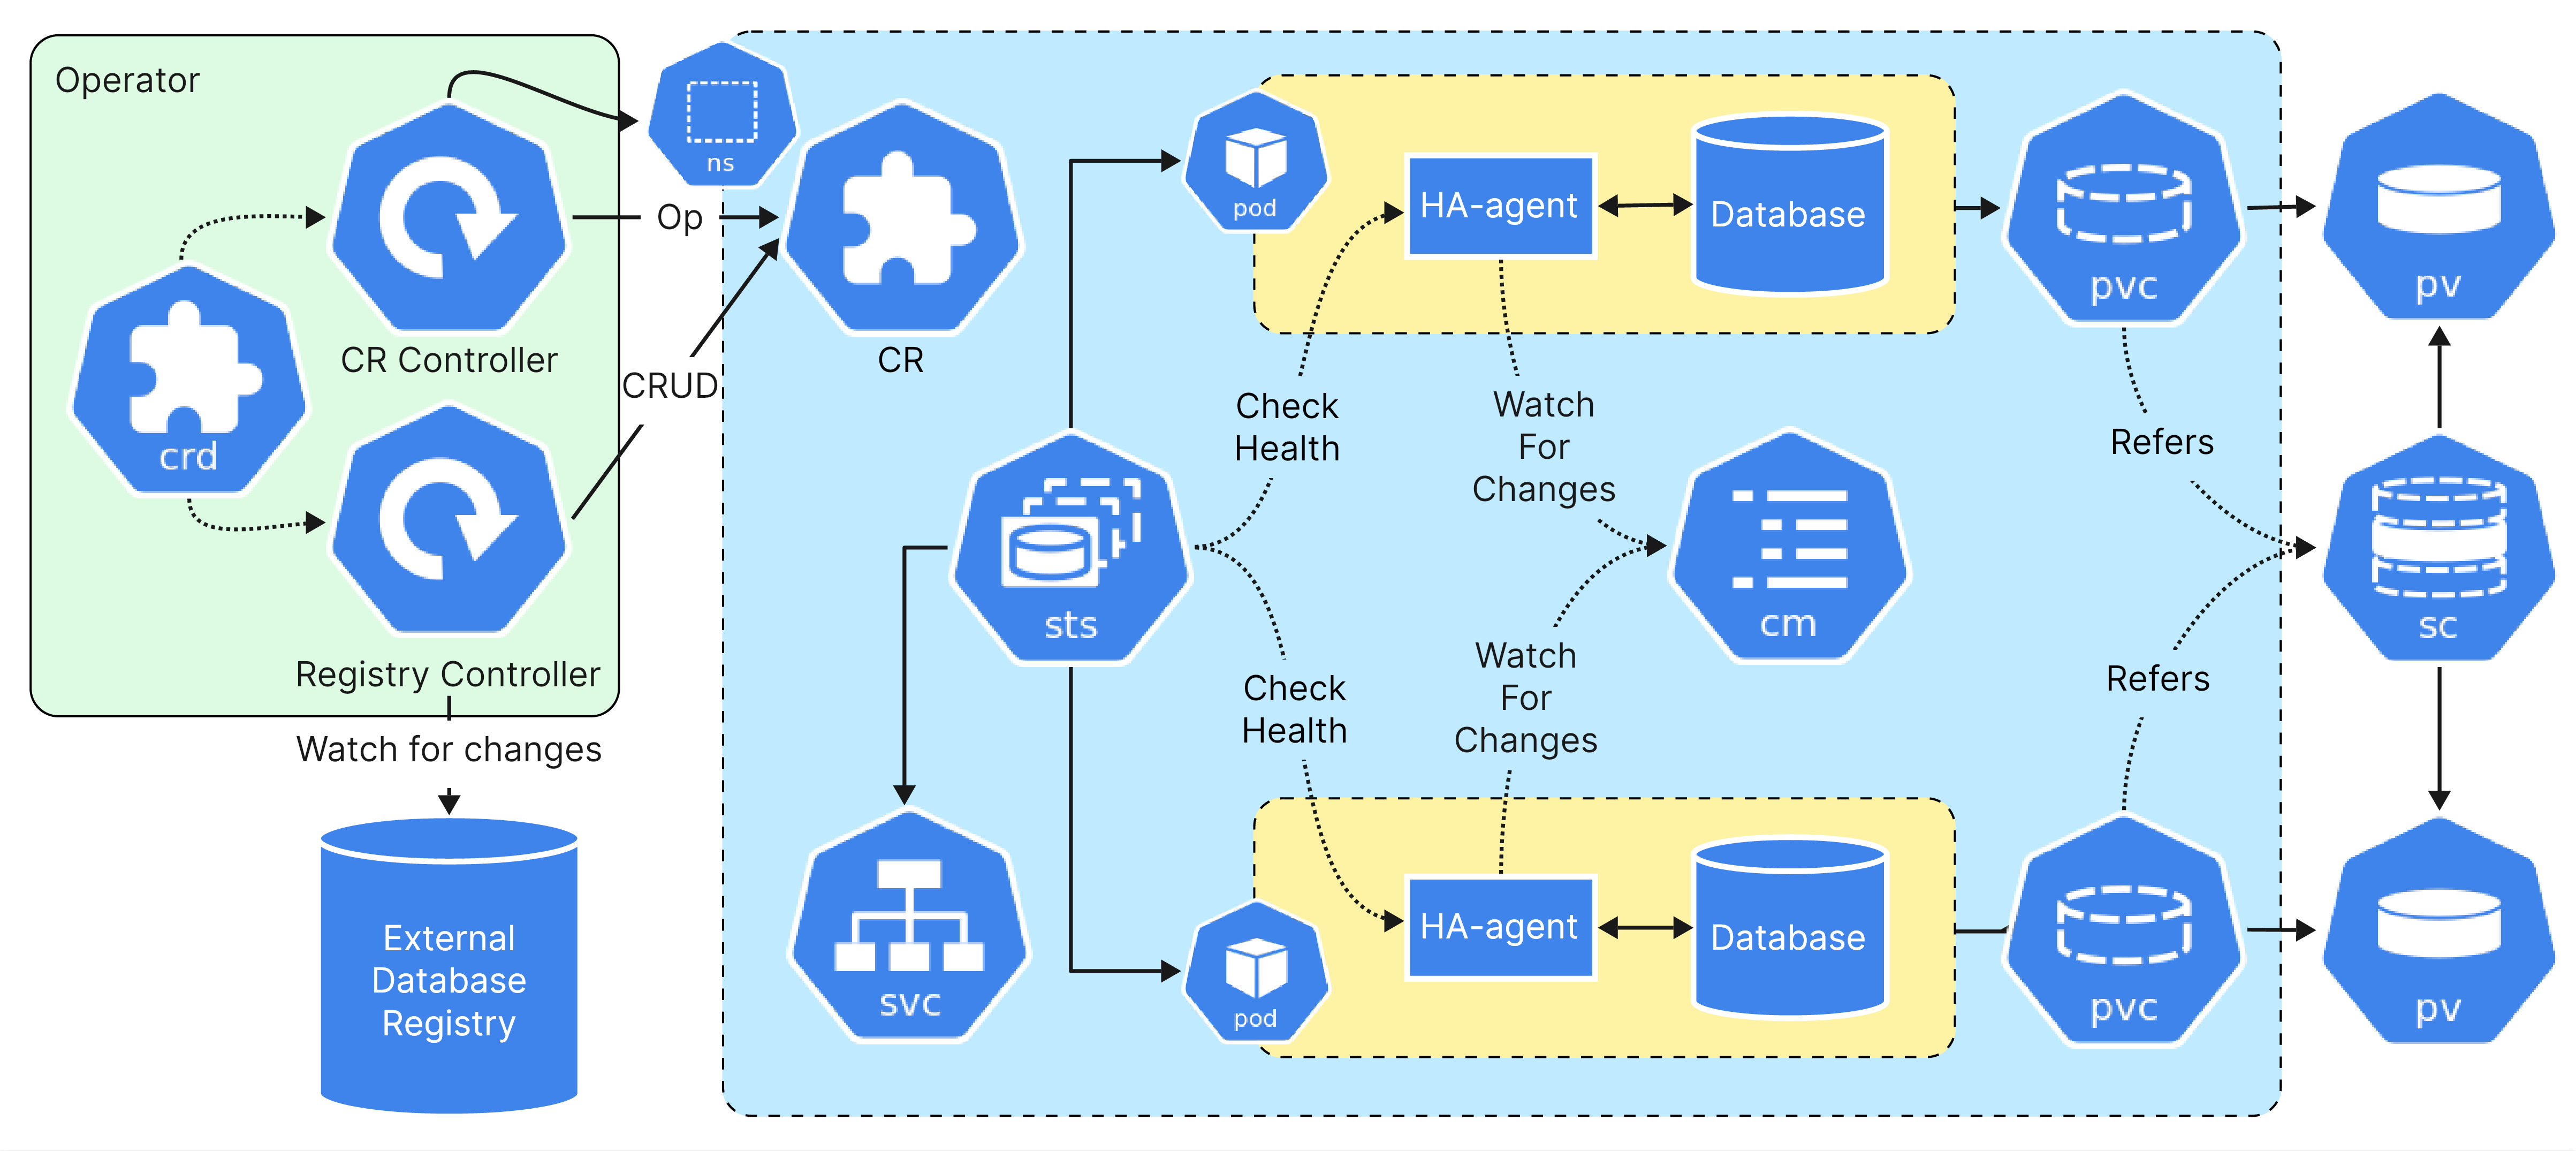 Operator
ns
Op
CR Controller
crd
CRUD
CR
Registry Controller
Watch for changes
External
Database
Registry
pod
HA-agent
Database
pvc
pv
Check
Health
Watch
For
Changes
Refers
sts
cm
sc
Check
Health
Watch
For
Changes
Refers
svc
pod
HA-agent
Database
pvc
pv